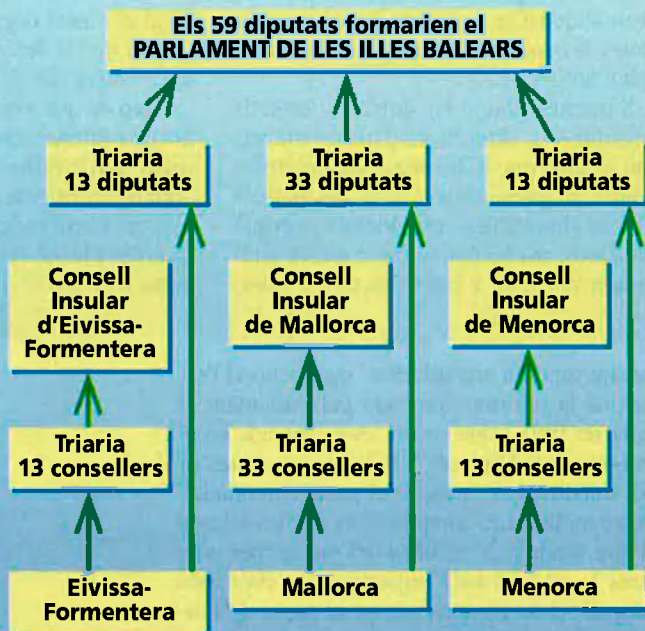 Els 59 diputats formarien el
PARLAMENT DE LES ILLES BALEARS
Triaria
13 diputats
Triaria
33 diputats
Triaria
13 diputats
Consell
Insular
d'Eivissa-
Formentera
Consell
Insular
de Mallorca
Consell
Insular
de Menorca
Triaria
13 consellers
Triaria
33 consellers
Triaria
13 consellers
Eivissa-
Formentera
Mallorca
Menorca